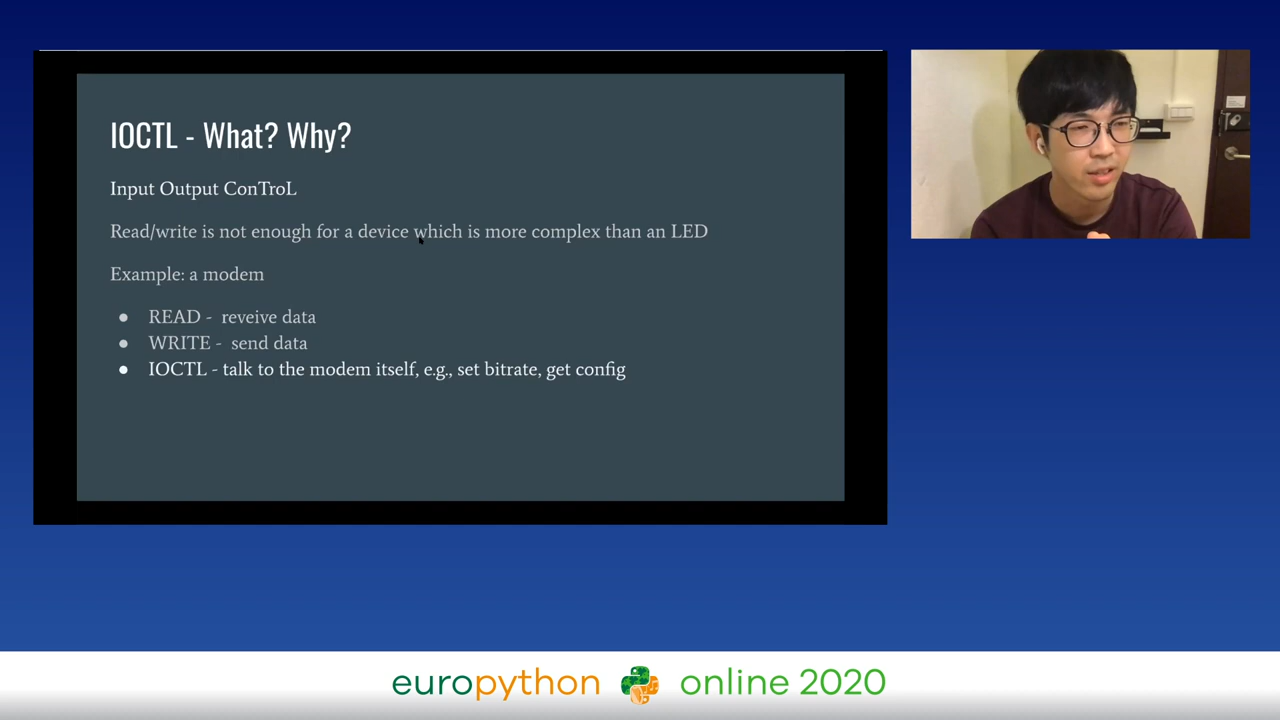 IOCTL - What? Why?
Input Output ConTroL
Read/write is not enough for a device which is more complex than an LED
Example: a modem
● READ - reveive data
● WRITE - send data
● IOCTL - talk to the modem itself, e.g., set bitrate, get config
europython online 2020